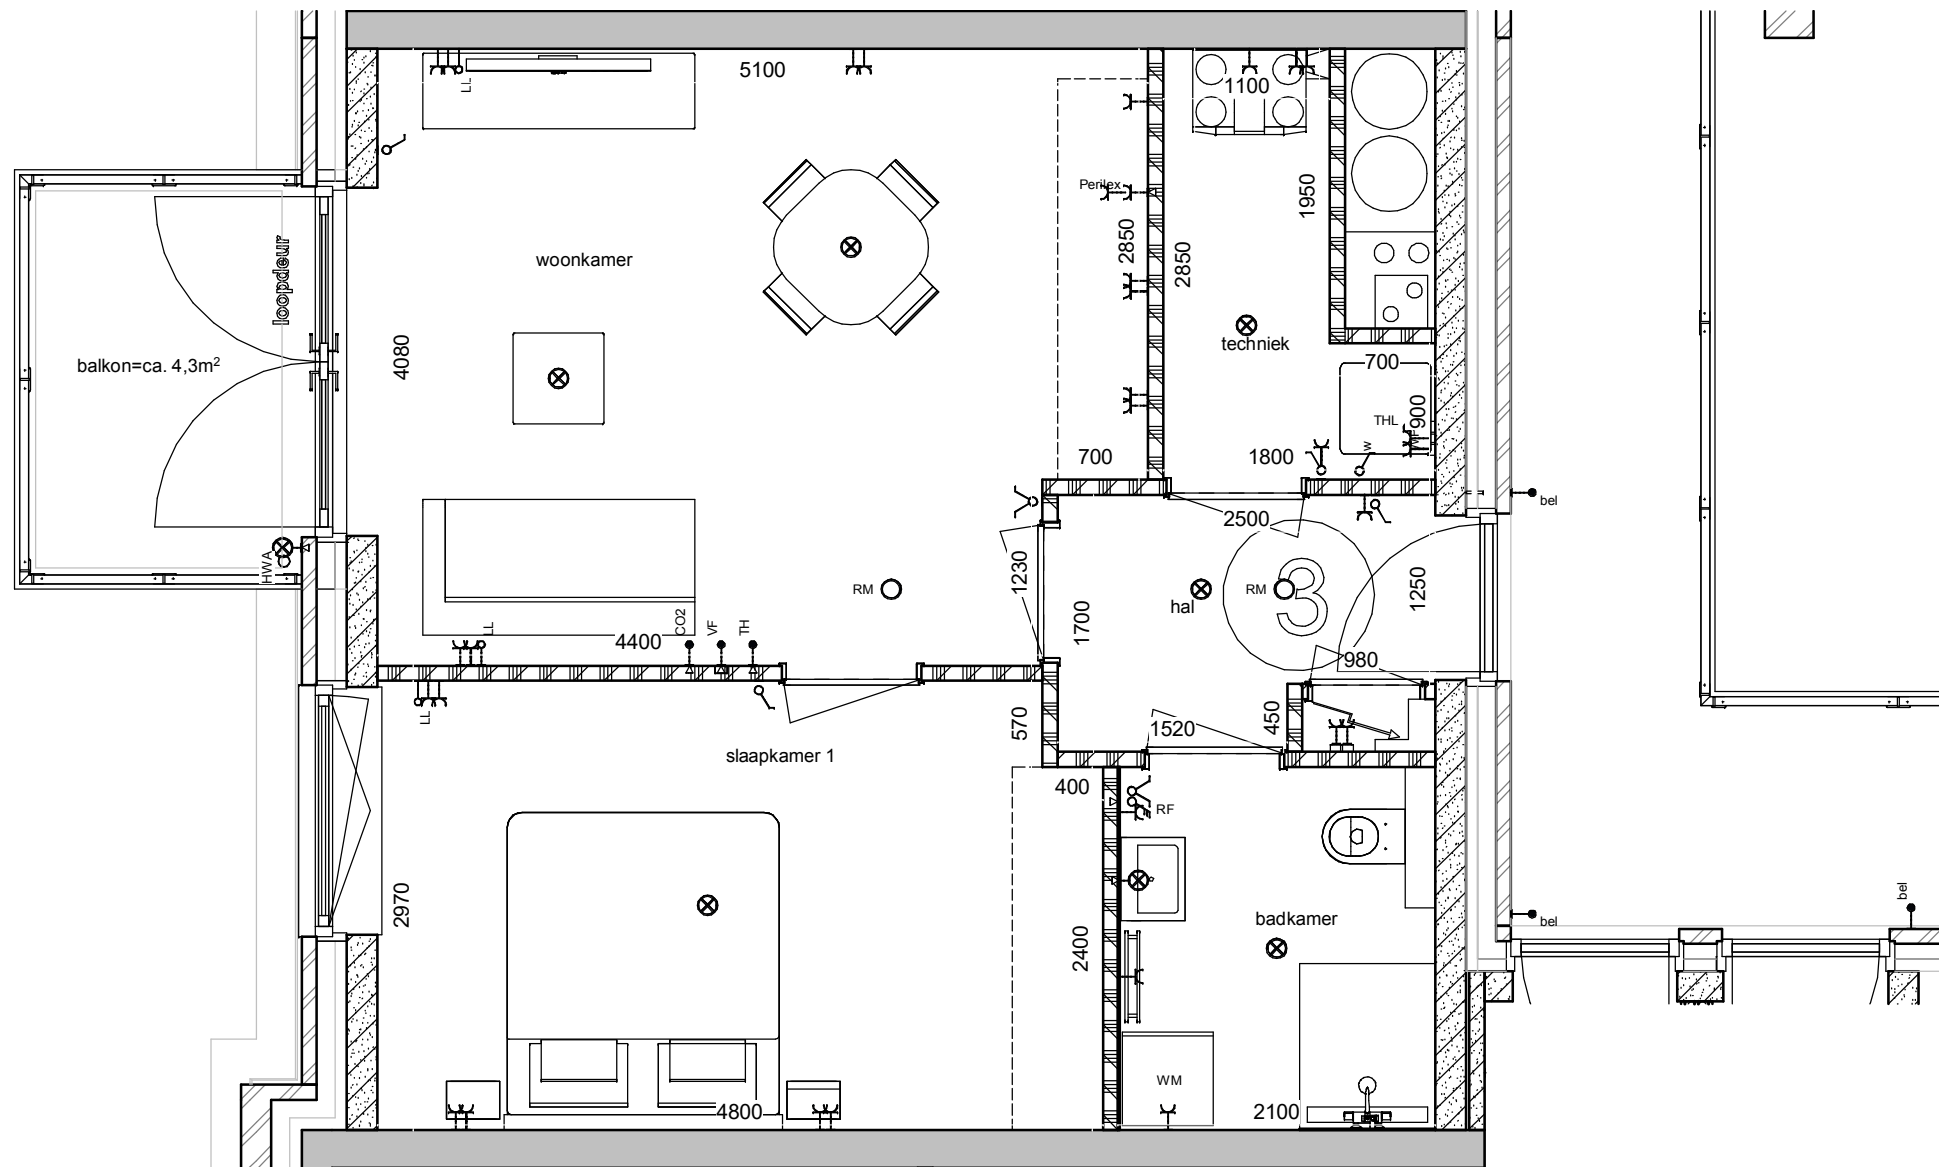 LL
5100
1100
Perilex
1950
2850
2850
woonkamer
loopdeur
balkon=ca. 4,3m²
4080
techniek
700
THL
900
W
700
1800
bel
2500
HWA
RM
1230
hal
RM
3
1250
1700
LL
4400
CO2
VF
TH
980
LL
570
1520
450
slaapkamer 1
400
RF
2970
badkamer
bel
bel
2400
WM
4800
2100